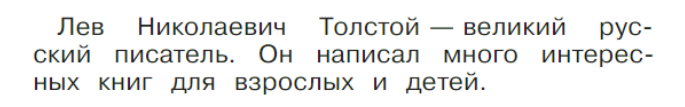 Лев Николаевич Толстой — великий рус-
ский писатель. Он написал много интерес-
ных книг для взрослых и детей.